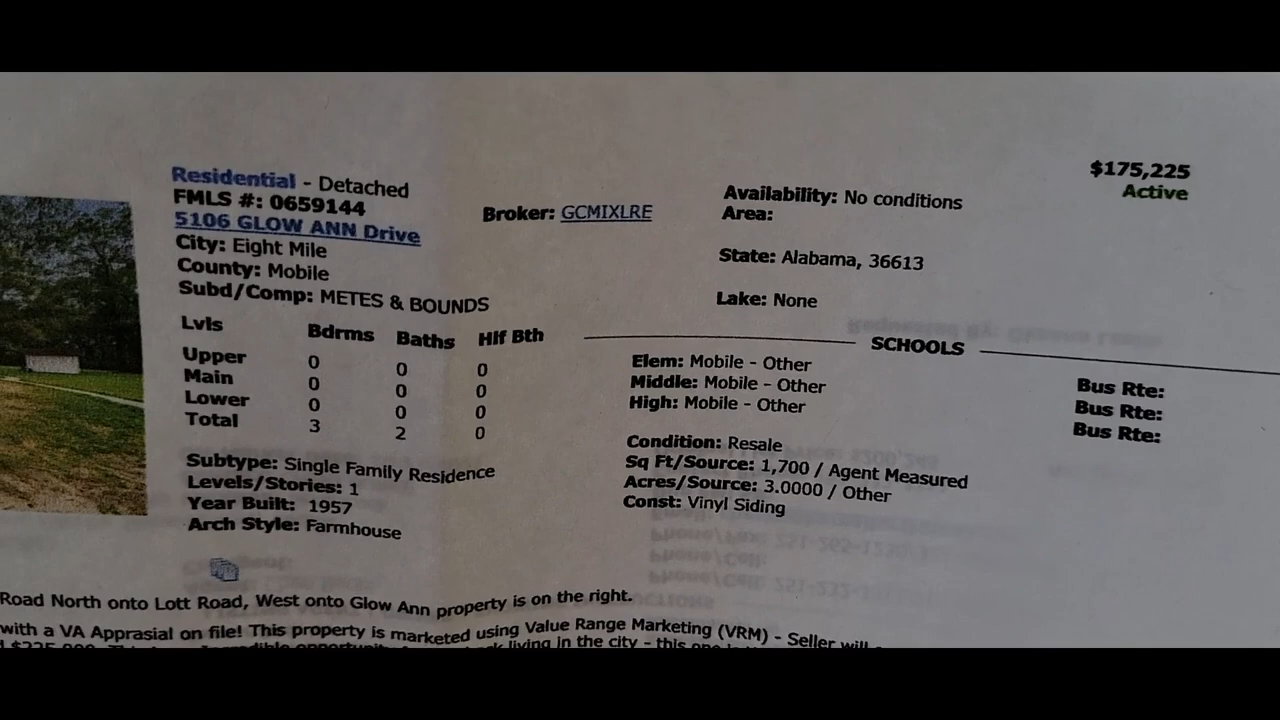 $175,225
Active
Residential - Detached
FMLS #: 0659144
5106 GLOW ANN Drive
City: Eight Mile
County: Mobile
Subd/Comp: METES & BOUNDS
Broker: GCMIXLRE
Availability: No conditions
Area:
State: Alabama, 36613
Lake: None
Lvls Bdrms Baths Hlf Bth
Upper 0 0 0
Main 0 0 0
Lower 0 0 0
Total 3 2 0
SCHOOLS
Elem: Mobile - Other Bus Rte:
Middle: Mobile - Other Bus Rte:
High: Mobile - Other Bus Rte:
Subtype: Single Family Residence
Levels/Stories: 1
Year Built: 1957
Arch Style: Farmhouse
Condition: Resale
Sq Ft/Source: 1,700 / Agent Measured
Acres/Source: 3.0000 / Other
Const: Vinyl Siding
Road North onto Lott Road, West onto Glow Ann property is on the right.
with a VA Apprasial on file! This property is marketed using Value Range Marketing (VRM) - Seller will
living in the city - this one